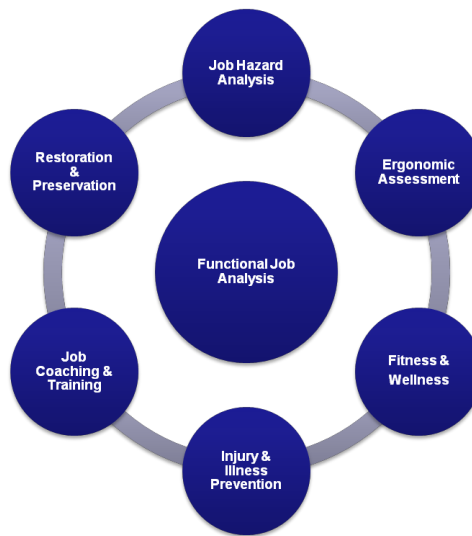 Job Hazard
Analysis
Ergonomic
Assessment
Fitness &
Wellness
Injury &
Illness
Prevention
Job
Coaching &
Training
Restoration
&
Preservation
Functional Job
Analysis